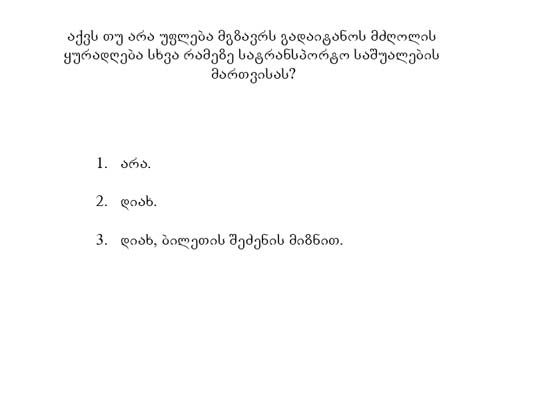 აქვს თუ არა უფლება მგზავრს გადაიტანოს მძღოლის
ყურადღება სხვა რამეზე სატრანსპორტო საშუალების
მართვისას?
1. არა.
2. დიახ.
3. დიახ, ბილეთის შეძენის მიზნით.